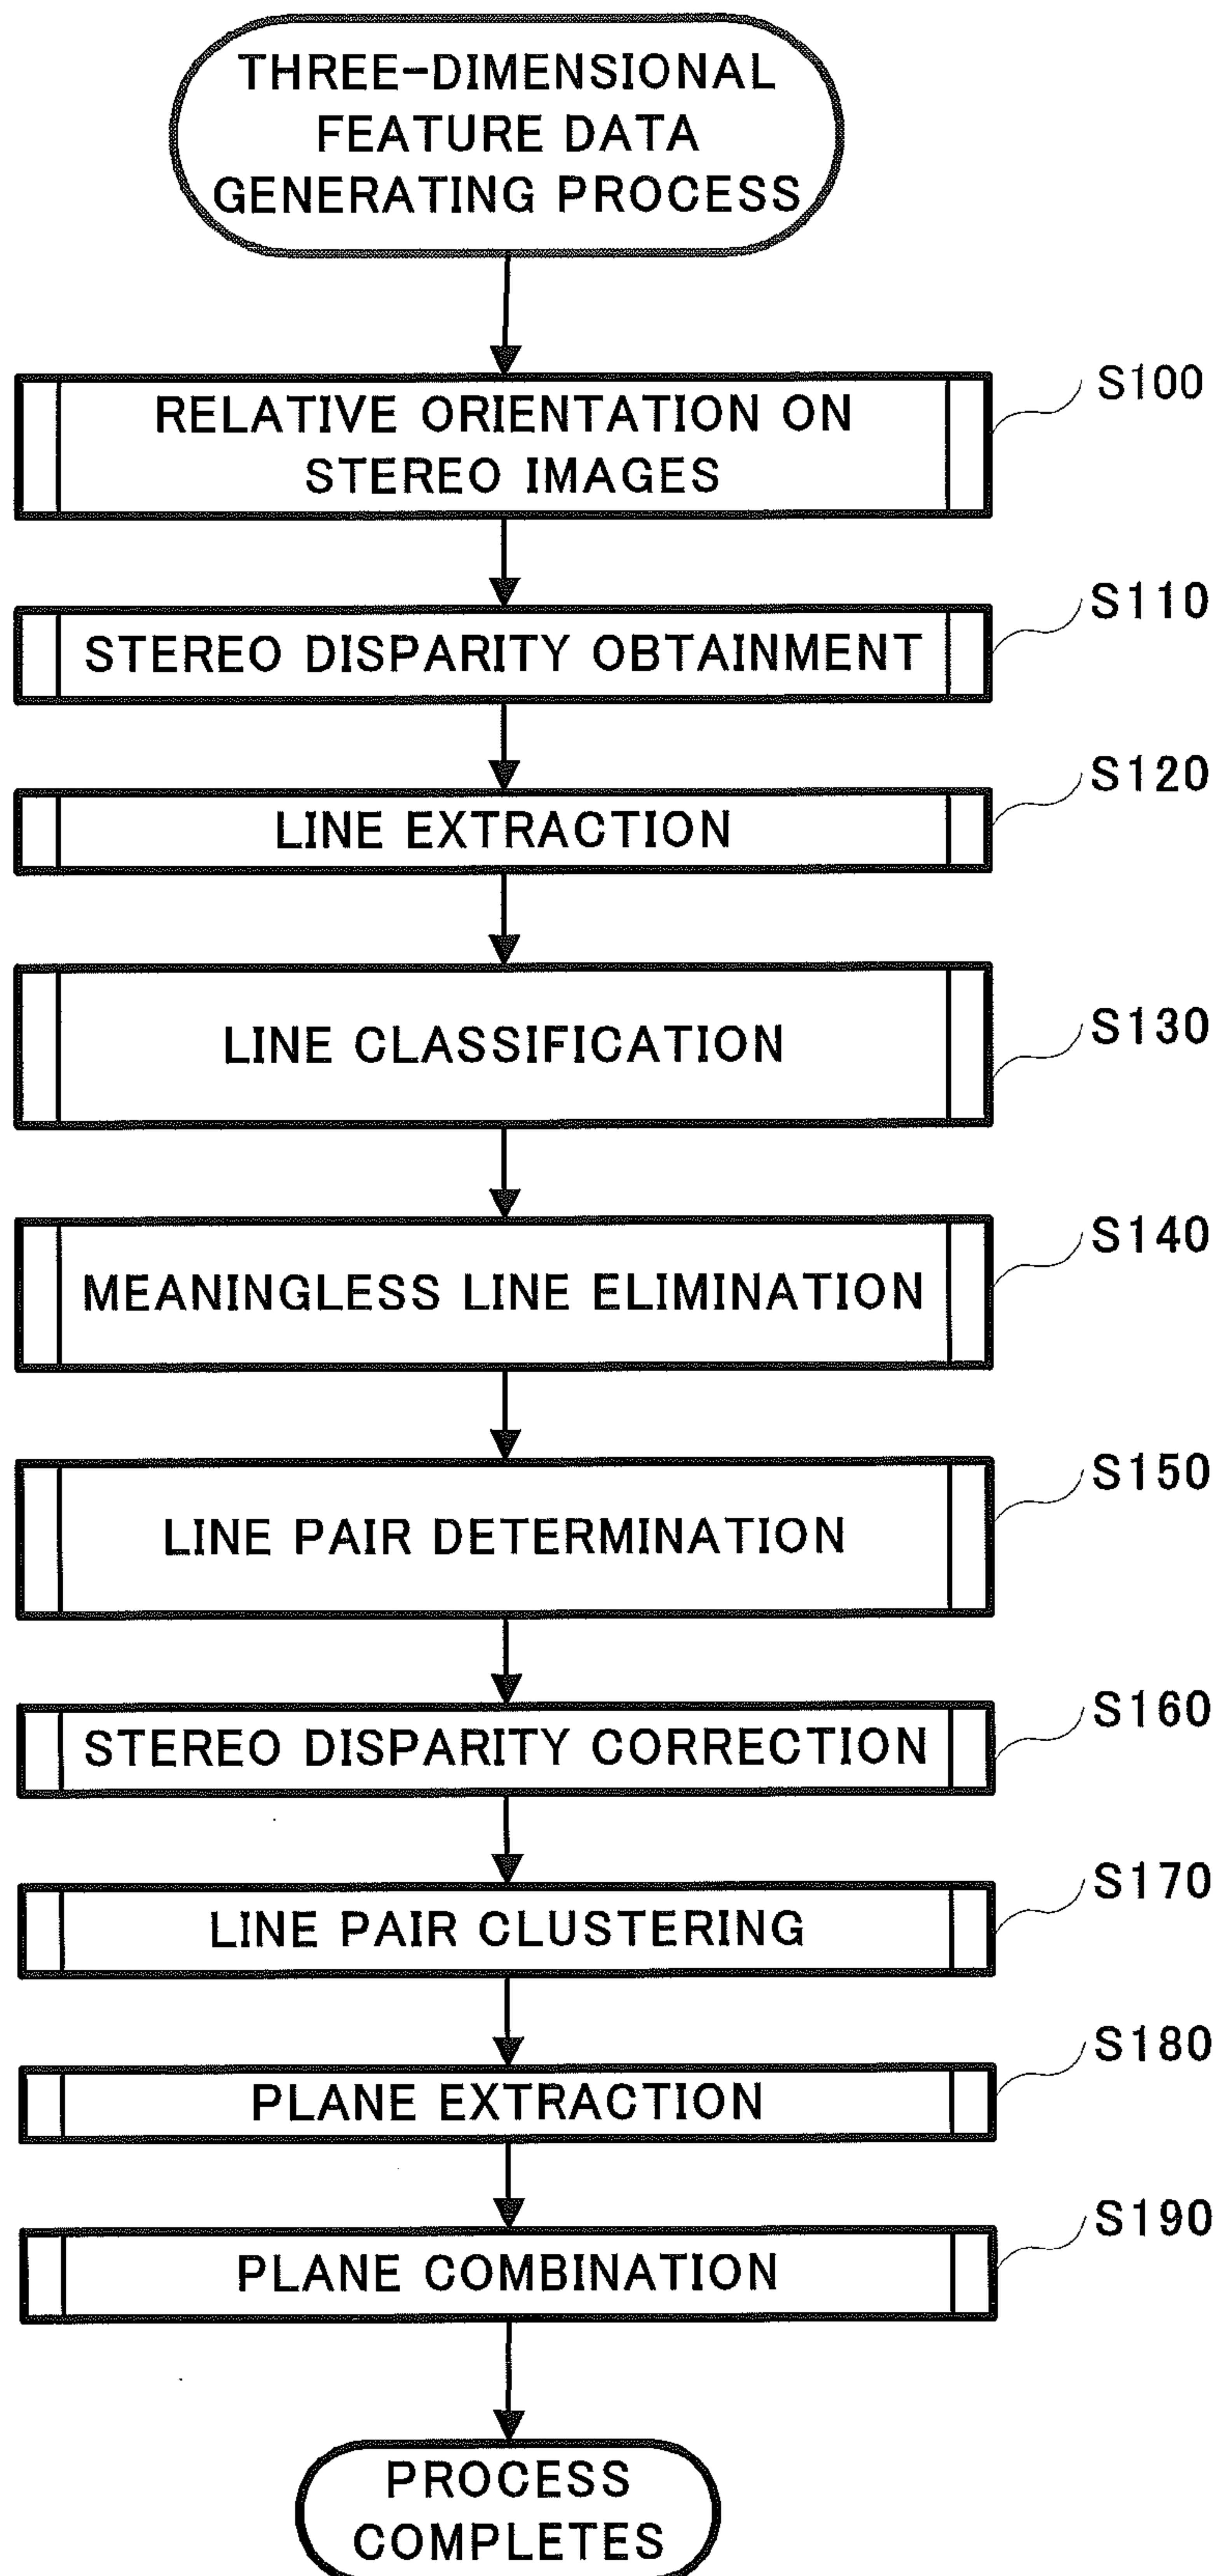 THREE-DIMENSIONAL
FEATURE DATA
GENERATING PROCESS
RELATIVE ORIENTATION ON
STEREO IMAGES
S100
STEREO DISPARITY OBTAINMENT
S110
LINE EXTRACTION
S120
LINE CLASSIFICATION
S130
MEANINGLESS LINE ELIMINATION
S140
LINE PAIR DETERMINATION
S150
STEREO DISPARITY CORRECTION
S160
LINE PAIR CLUSTERING
S170
PLANE EXTRACTION
S180
PLANE COMBINATION
S190
PROCESS
COMPLETES